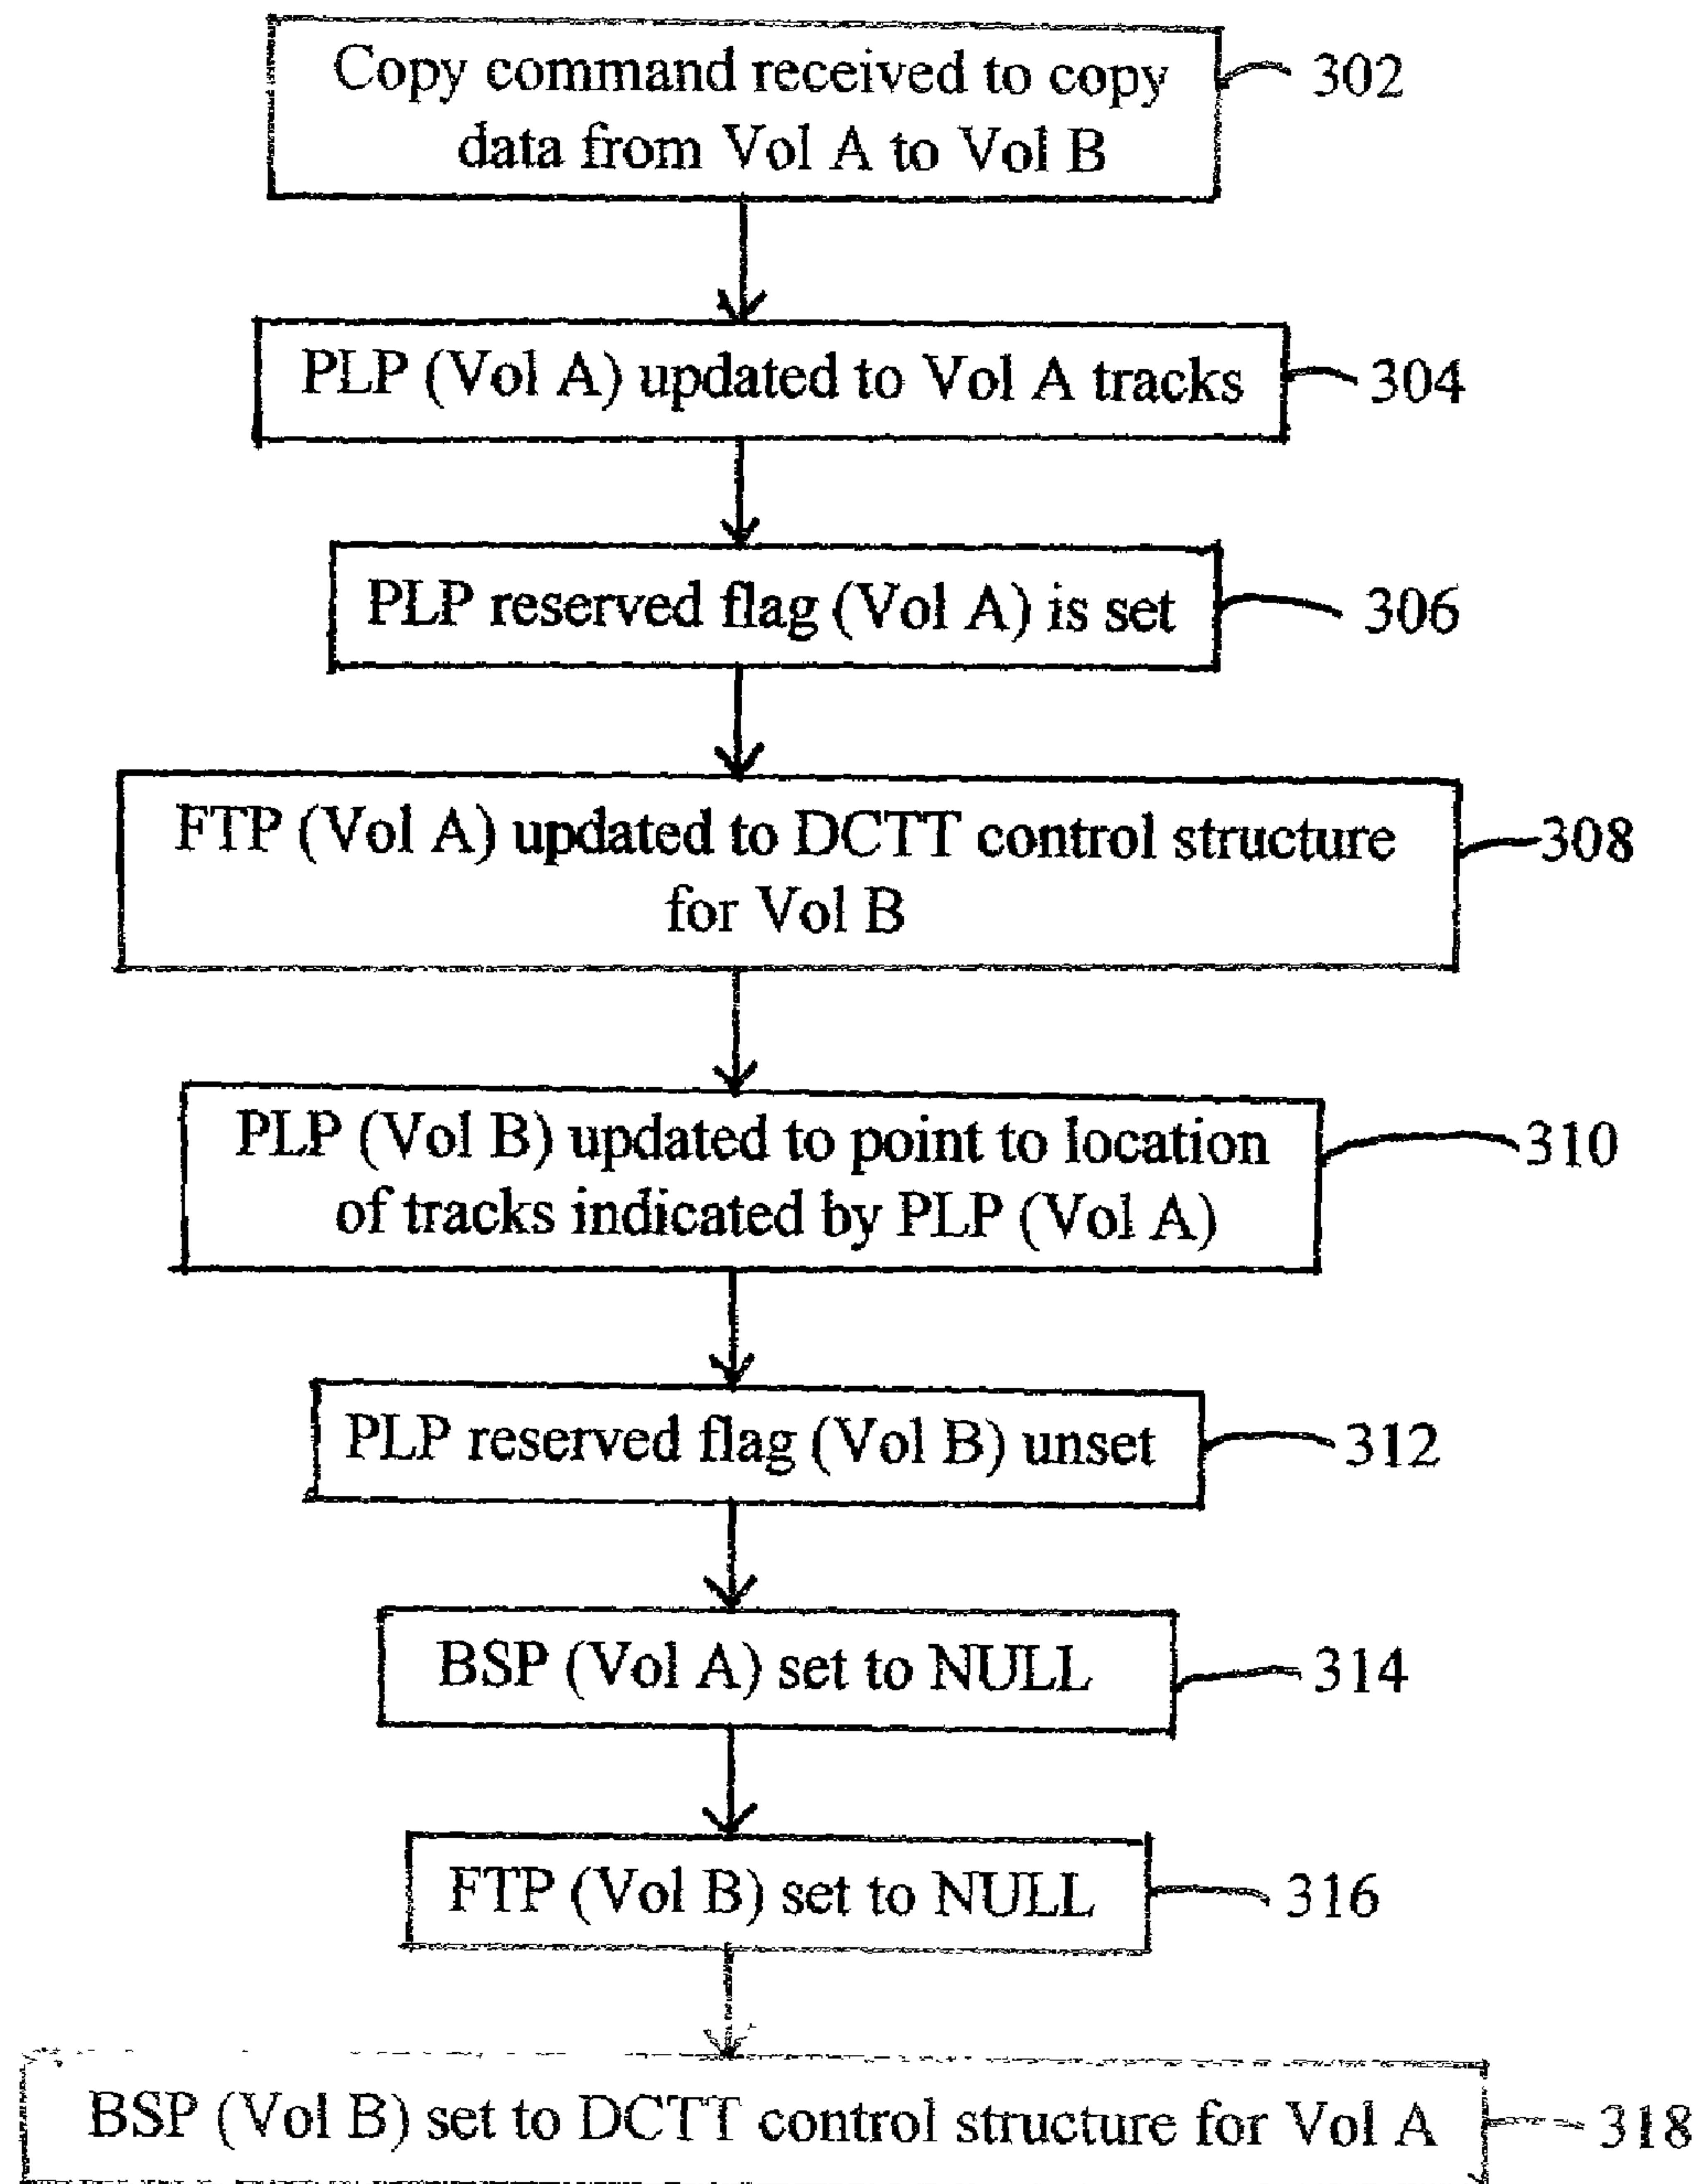 Copy command received to copy
data from Vol A to Vol B
302
PLP (Vol A) updated to Vol A tracks
304
PLP reserved flag (Vol A) is set
306
FTP (Vol A) updated to DCTT control structure
for Vol B
308
PLP (Vol B) updated to point to location
of tracks indicated by PLP (Vol A)
310
PLP reserved flag (Vol B) unset
312
BSP (Vol A) set to NULL
314
FTP (Vol B) set to NULL
316
BSP (Vol B) set to DCTT control structure for Vol A
318